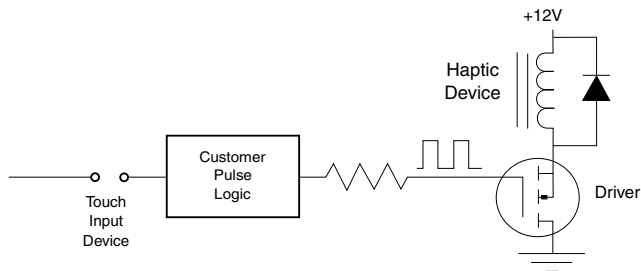 +12V
Haptic
Device
Customer
Pulse
Logic
Touch
Input
Device
Driver